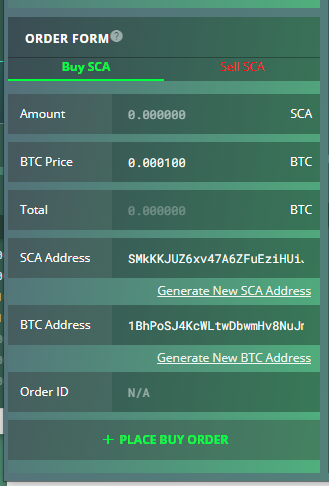 ORDER FORM ?
Buy SCA Sell SCA
Amount 0.000000 SCA
BTC Price 0.000100 BTC
Total 0.000000 BTC
SCA Address SMkKKJUZ6xv47A6ZFuEziHUi
Generate New SCA Address
BTC Address 1BhPoSJ4KcWLtwDbwmHv8NuJ
Generate New BTC Address
Order ID N/A
+ PLACE BUY ORDER